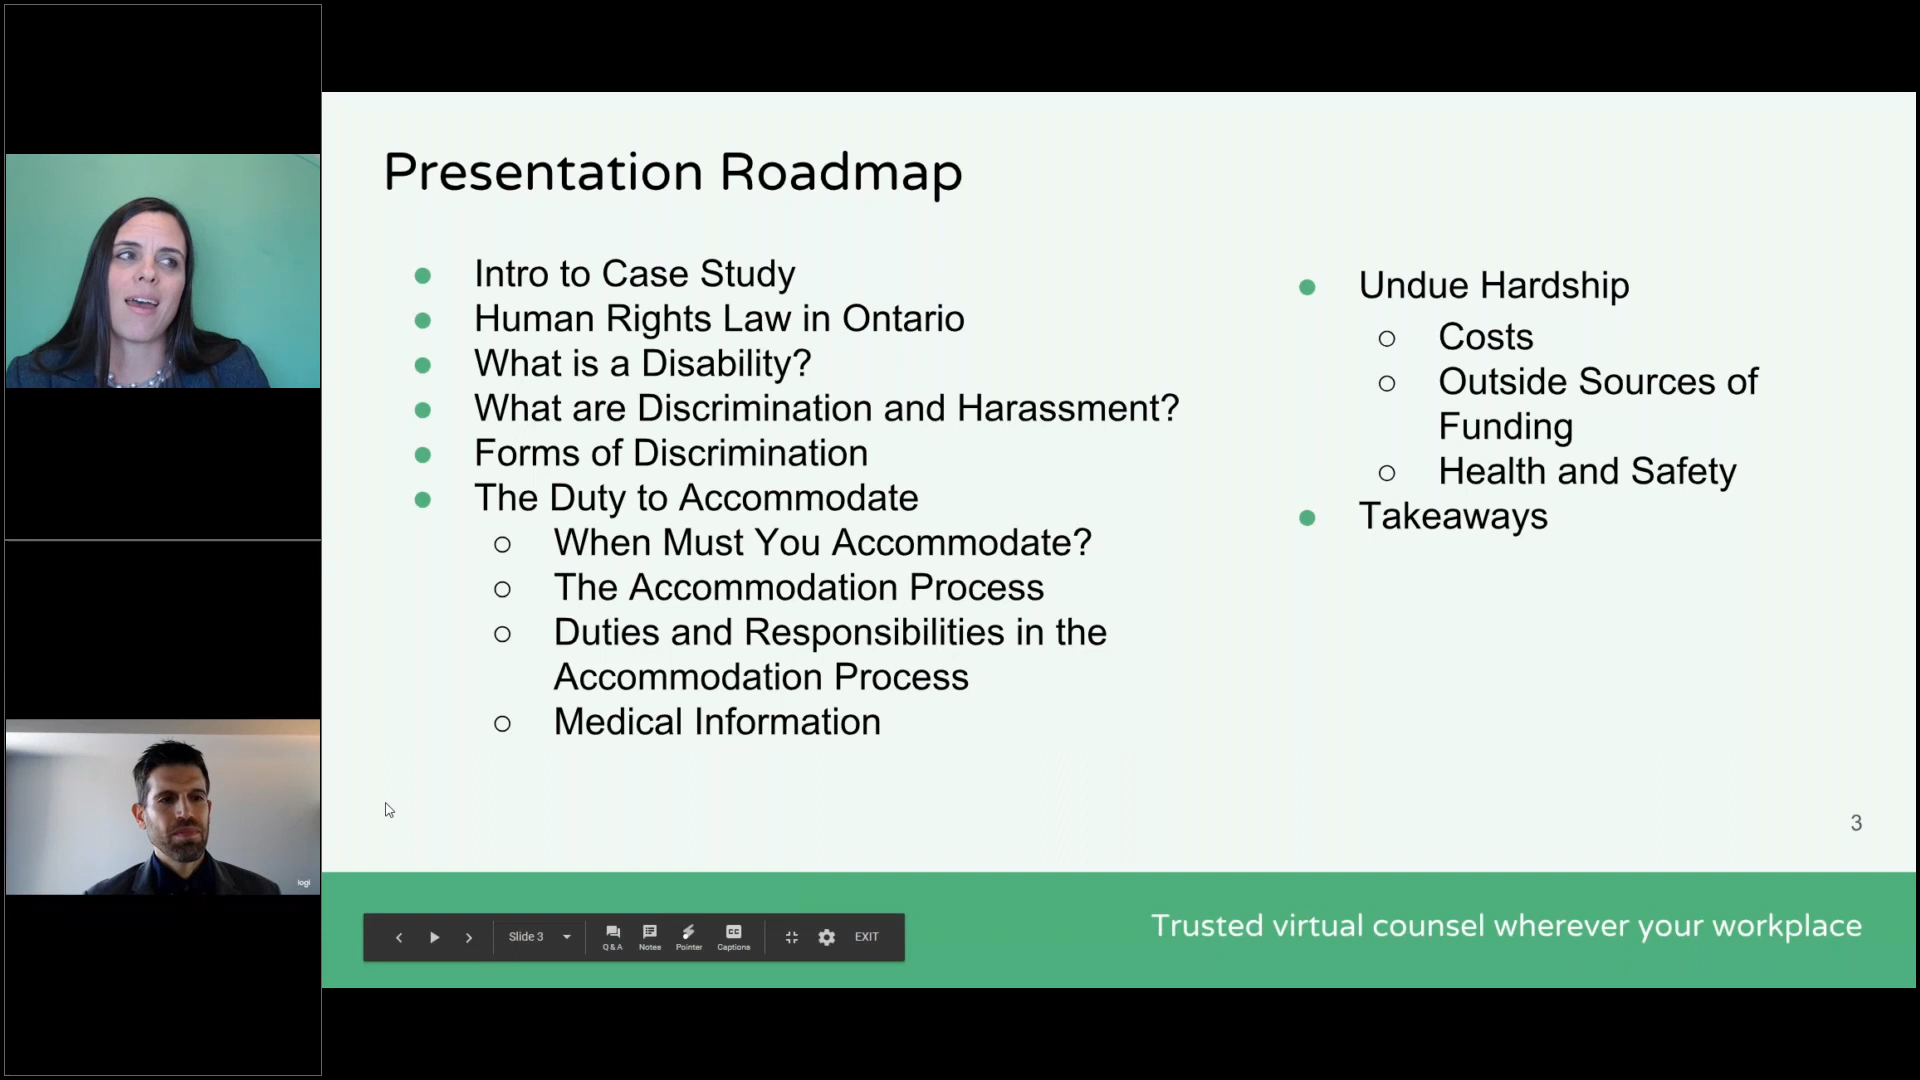 Presentation Roadmap
Intro to Case Study
Human Rights Law in Ontario
What is a Disability?
What are Discrimination and Harassment?
Forms of Discrimination
The Duty to Accommodate
When Must You Accommodate?
The Accommodation Process
Duties and Responsibilities in the
Accommodation Process
Medical Information
Undue Hardship
Costs
Outside Sources of
Funding
Health and Safety
Takeaways
3
Trusted virtual counsel wherever your workplace
Slide 3
Q&A
Notes
Pointer
Captions
EXIT
logi